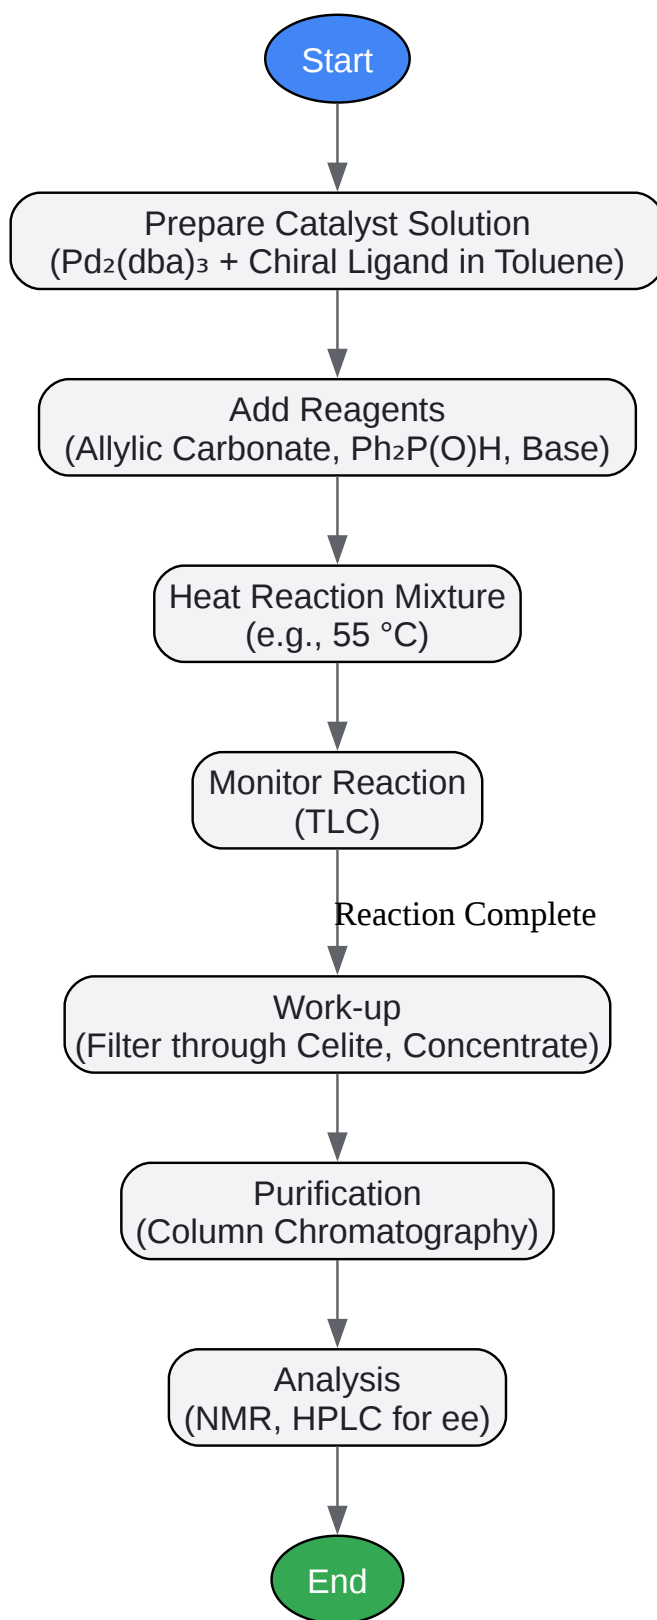 Start
Prepare Catalyst Solution
(Pd₂(dba)₃ + Chiral Ligand in Toluene)
Add Reagents
(Allylic Carbonate, Ph₂P(O)H, Base)
Heat Reaction Mixture
(e.g., 55 °C)
Monitor Reaction
(TLC)
Reaction Complete
Work-up
(Filter through Celite, Concentrate)
Purification
(Column Chromatography)
Analysis
(NMR, HPLC for ee)
End